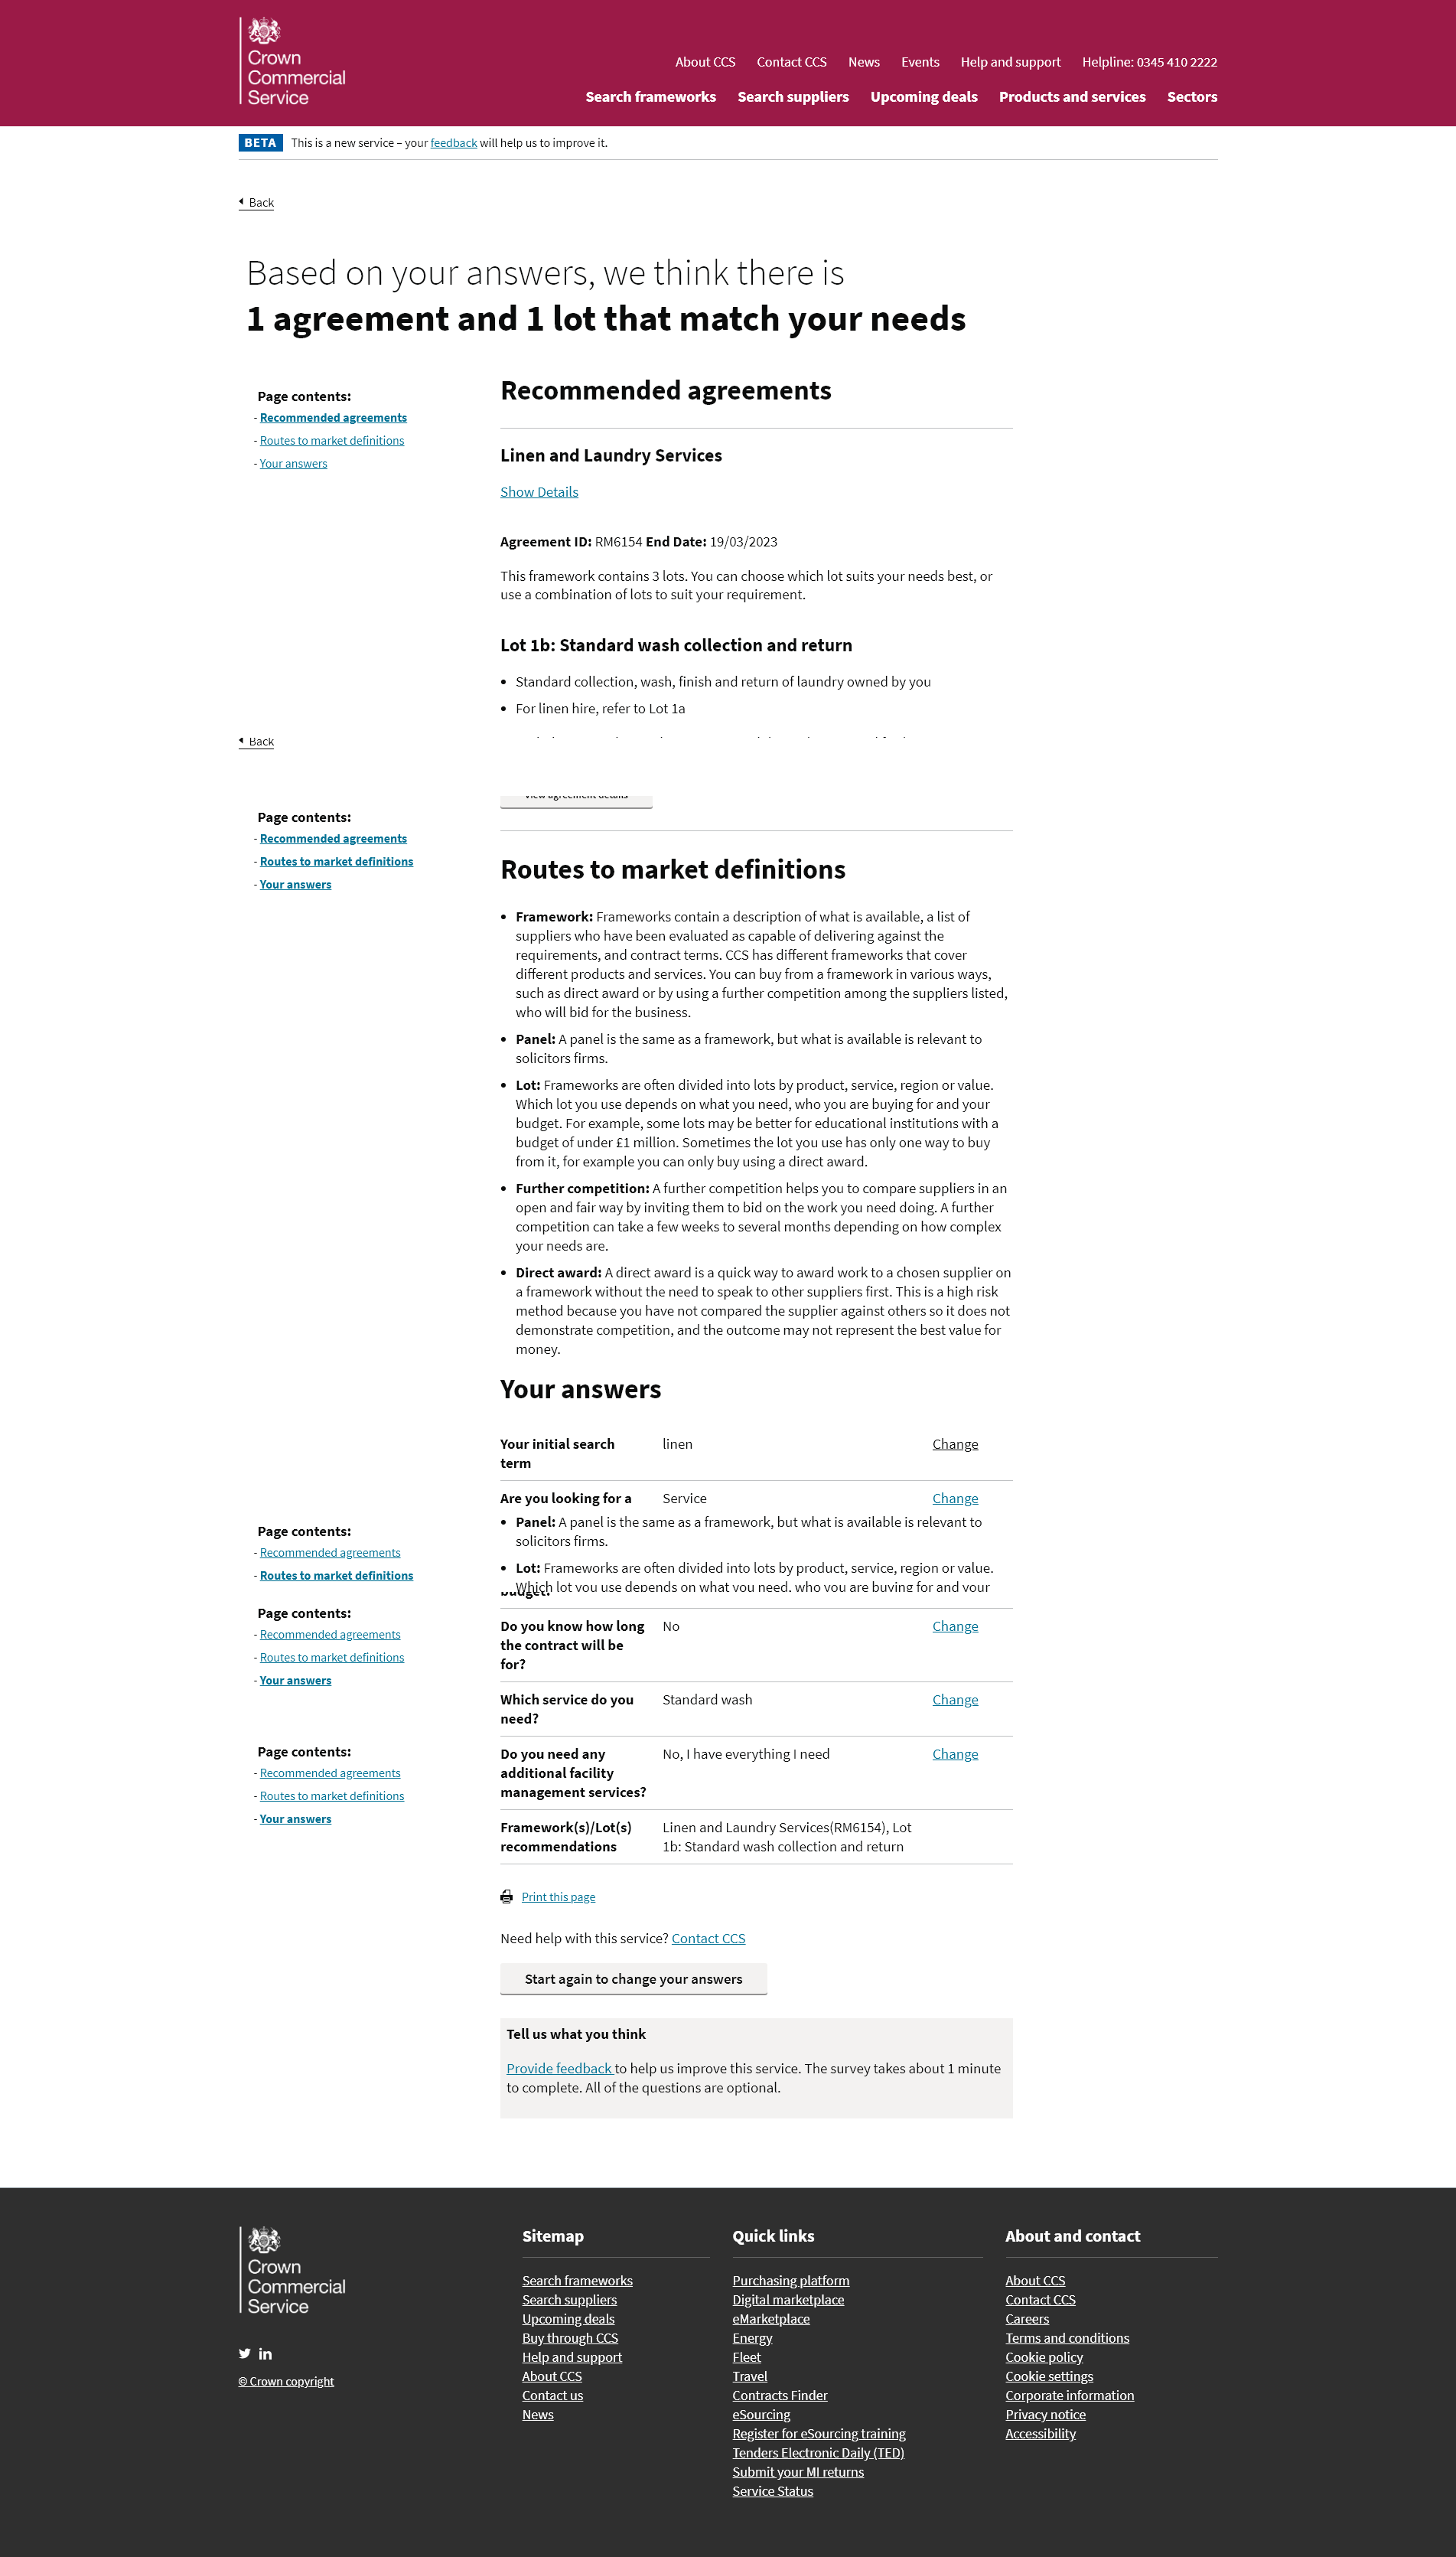 Crown
Commercial
Service
About CCS Contact CCS News Events Help and support Helpline: 0345 410 2222
Search frameworks Search suppliers Upcoming deals Products and services Sectors
BETA This is a new service – your feedback will help us to improve it.
Back
Based on your answers, we think there is
1 agreement and 1 lot that match your needs
Page contents:
- Recommended agreements
- Routes to market definitions
- Your answers
Recommended agreements
Linen and Laundry Services
Show Details
Agreement ID: RM6154 End Date: 19/03/2023
This framework contains 3 lots. You can choose which lot suits your needs best, or
use a combination of lots to suit your requirement.
Lot 1b: Standard wash collection and return
• Standard collection, wash, finish and return of laundry owned by you
• For linen hire, refer to Lot 1a
Back
View agreement details
Page contents:
- Recommended agreements
- Routes to market definitions
- Your answers
Routes to market definitions
• Framework: Frameworks contain a description of what is available, a list of
suppliers who have been evaluated as capable of delivering against the
requirements, and contract terms. CCS has different frameworks that cover
different products and services. You can buy from a framework in various ways,
such as direct award or by using a further competition among the suppliers listed,
who will bid for the business.
• Panel: A panel is the same as a framework, but what is available is relevant to
solicitors firms.
• Lot: Frameworks are often divided into lots by product, service, region or value.
Which lot you use depends on what you need, who you are buying for and your
budget. For example, some lots may be better for educational institutions with a
budget of under £1 million. Sometimes the lot you use has only one way to buy
from it, for example you can only buy using a direct award.
• Further competition: A further competition helps you to compare suppliers in an
open and fair way by inviting them to bid on the work you need doing. A further
competition can take a few weeks to several months depending on how complex
your needs are.
• Direct award: A direct award is a quick way to award work to a chosen supplier on
a framework without the need to speak to other suppliers first. This is a high risk
method because you have not compared the supplier against others so it does not
demonstrate competition, and the outcome may not represent the best value for
money.
Your answers
Your initial search linen Change
term
Are you looking for a Service Change
• Panel: A panel is the same as a framework, but what is available is relevant to
solicitors firms.
• Lot: Frameworks are often divided into lots by product, service, region or value.
Which lot you use depends on what you need, who you are buying for and your
budget?
Page contents:
- Recommended agreements
- Routes to market definitions
Page contents:
- Recommended agreements
- Routes to market definitions
- Your answers
Do you know how long No Change
the contract will be
for?
Which service do you Standard wash Change
need?
Page contents:
- Recommended agreements
- Routes to market definitions
- Your answers
Do you need any No, I have everything I need Change
additional facility
management services?
Framework(s)/Lot(s) Linen and Laundry Services(RM6154), Lot
recommendations 1b: Standard wash collection and return
Print this page
Need help with this service? Contact CCS
Start again to change your answers
Tell us what you think
Provide feedback to help us improve this service. The survey takes about 1 minute
to complete. All of the questions are optional.
Crown
Commercial
Service
© Crown copyright
Sitemap
Search frameworks
Search suppliers
Upcoming deals
Buy through CCS
Help and support
About CCS
Contact us
News
Quick links
Purchasing platform
Digital marketplace
eMarketplace
Energy
Fleet
Travel
Contracts Finder
eSourcing
Register for eSourcing training
Tenders Electronic Daily (TED)
Submit your MI returns
Service Status
About and contact
About CCS
Contact CCS
Careers
Terms and conditions
Cookie policy
Cookie settings
Corporate information
Privacy notice
Accessibility